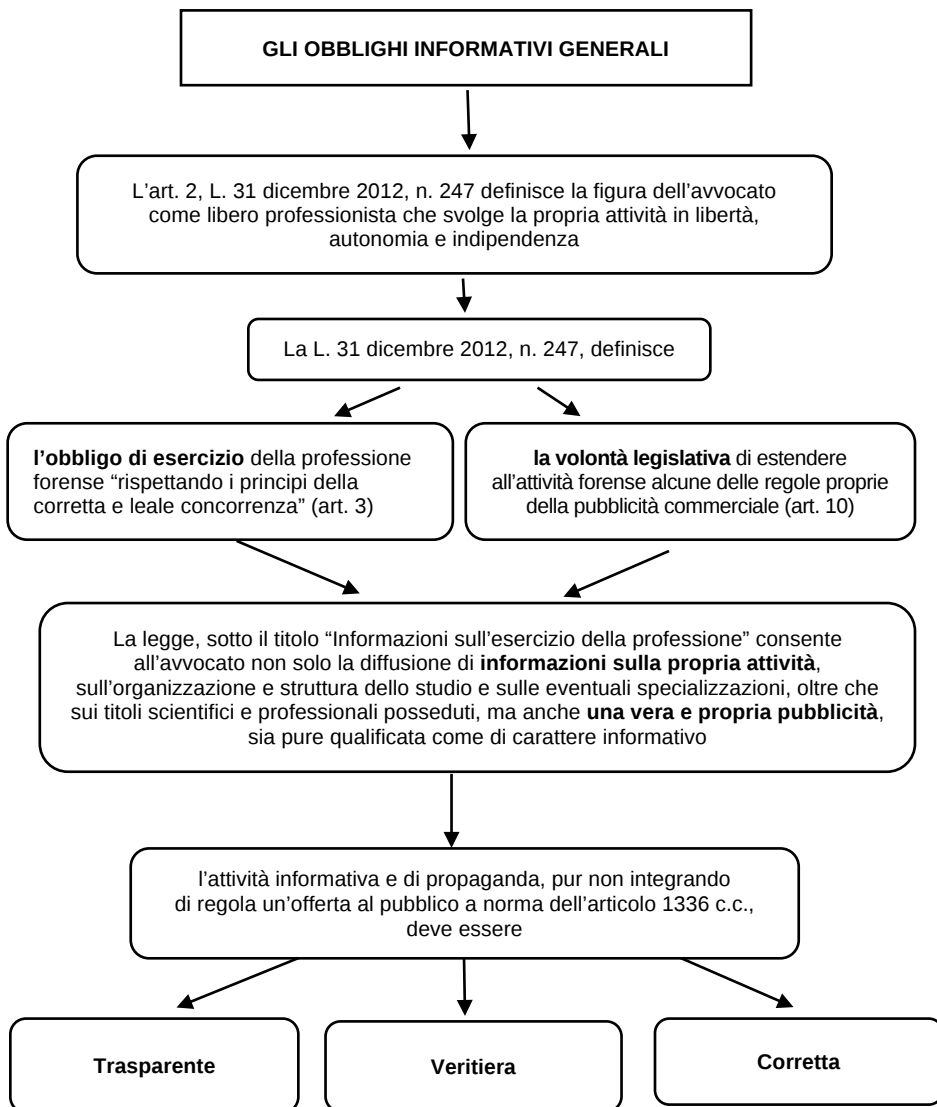 GLI OBBLIGHI INFORMATIVI GENERALI
L’art. 2, L. 31 dicembre 2012, n. 247 definisce la figura dell’avvocato
come libero professionista che svolge la propria attività in libertà,
autonomia e indipendenza
La L. 31 dicembre 2012, n. 247, definisce
l’obbligo di esercizio della professione
forense “rispettando i principi della
corretta e leale concorrenza” (art. 3)
la volontà legislativa di estendere
all’attività forense alcune delle regole proprie
della pubblicità commerciale (art. 10)
La legge, sotto il titolo “Informazioni sull’esercizio della professione” consente
all’avvocato non solo la diffusione di informazioni sulla propria attività,
sull’organizzazione e struttura dello studio e sulle eventuali specializzazioni, oltre che
sui titoli scientifici e professionali posseduti, ma anche una vera e propria pubblicità,
sia pure qualificata come di carattere informativo
l’attività informativa e di propaganda, pur non integrando
di regola un’offerta al pubblico a norma dell’articolo 1336 c.c.,
deve essere
Trasparente
Veritiera
Corretta